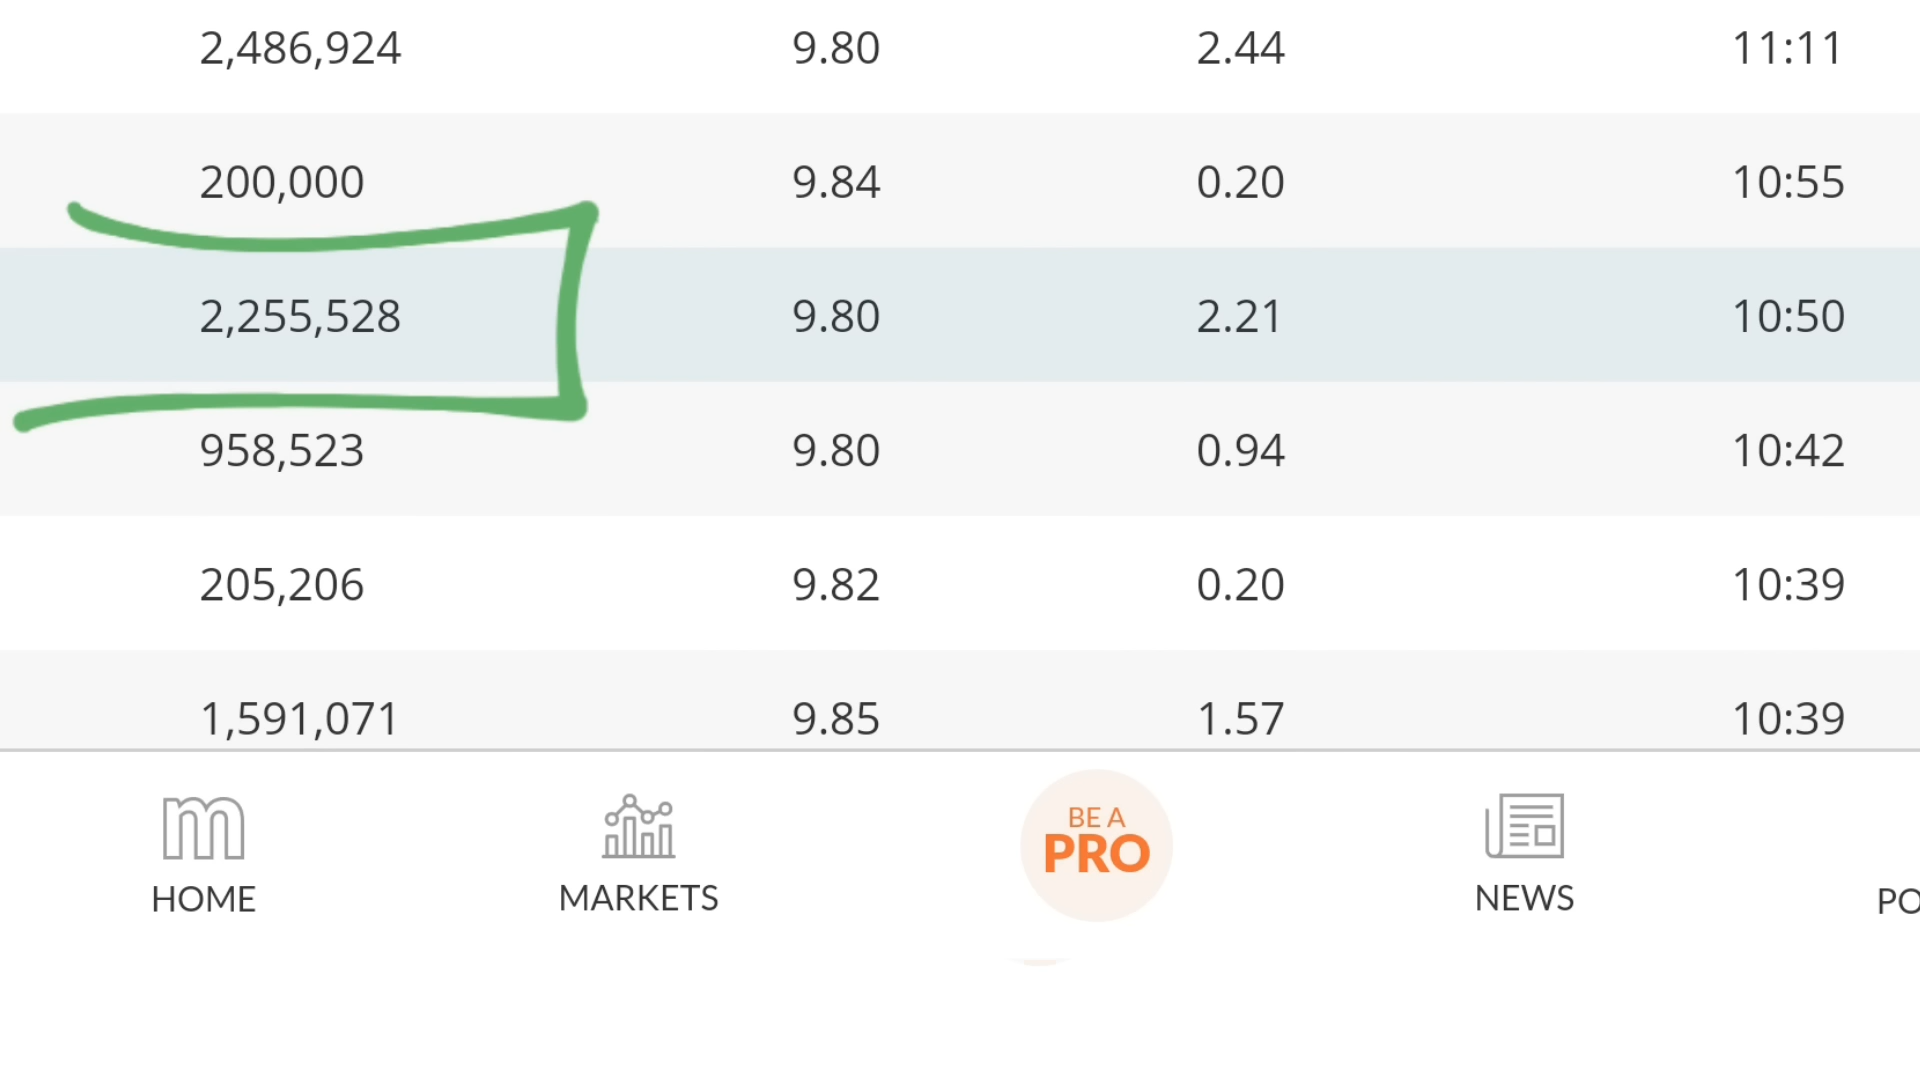 2,486,924 9.80 2.44 11:11
200,000 9.84 0.20 10:55
2,255,528 9.80 2.21 10:50
958,523 9.80 0.94 10:42
205,206 9.82 0.20 10:39
1,591,071 9.85 1.57 10:39
BE A
PRO
HOME MARKETS NEWS PO